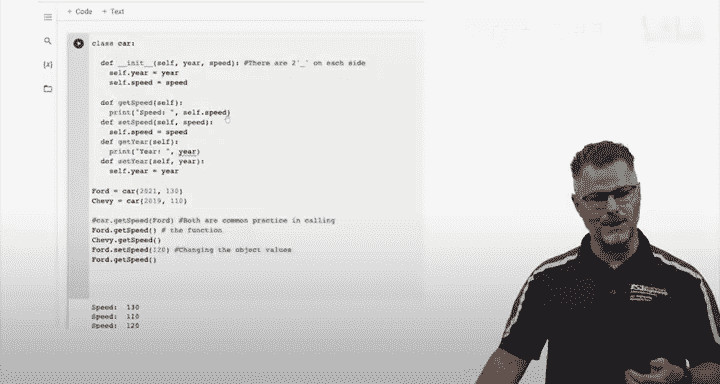 + Code + Text
{x}
class car:
def __init__(self, year, speed): #There are 2'_' on each side
self.year = year
self.speed = speed
def getSpeed(self):
print("Speed: ", self.speed)
def setSpeed(self, speed):
self.speed = speed
def getYear(self):
print("Year: ", year)
def setYear(self, year):
self.year = year
Ford = car(2021, 130)
Chevy = car(2019, 110)
#car.getSpeed(Ford) #Both are common practice in calling
Ford.getSpeed() # the function
Chevy.getSpeed()
Ford.setSpeed(120) #Changing the object values
Ford.getSpeed()
Speed: 130
Speed: 110
Speed: 120